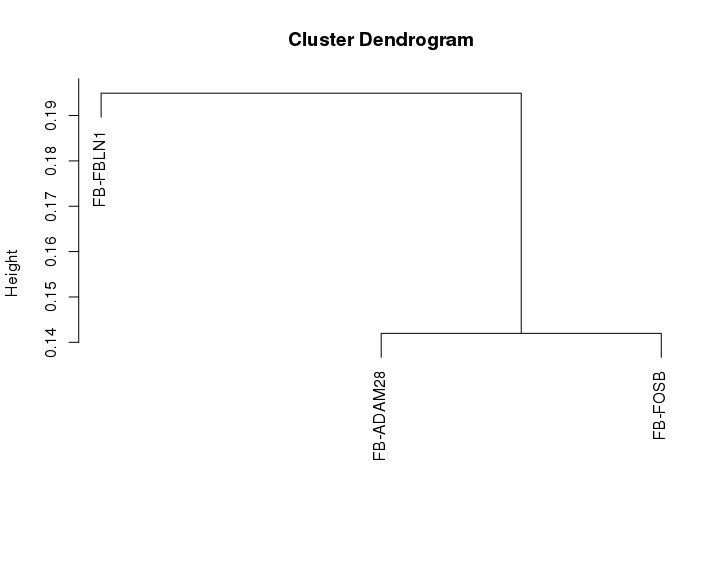 Cluster Dendrogram
Height
0.19
0.18
0.17
0.16
0.15
0.14
FB-FBLN1
FB-ADAM28
FB-FOSB